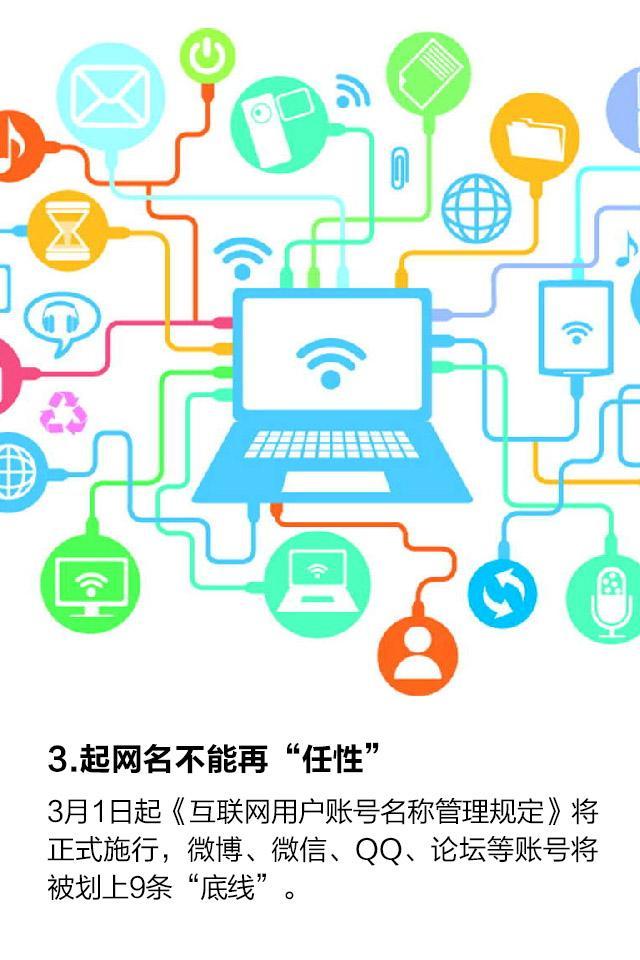 3.起网名不能再“任性”
3月1日起《互联网用户账号名称管理规定》将
正式施行，微博、微信、QQ、论坛等账号将
被划上9条“底线”。